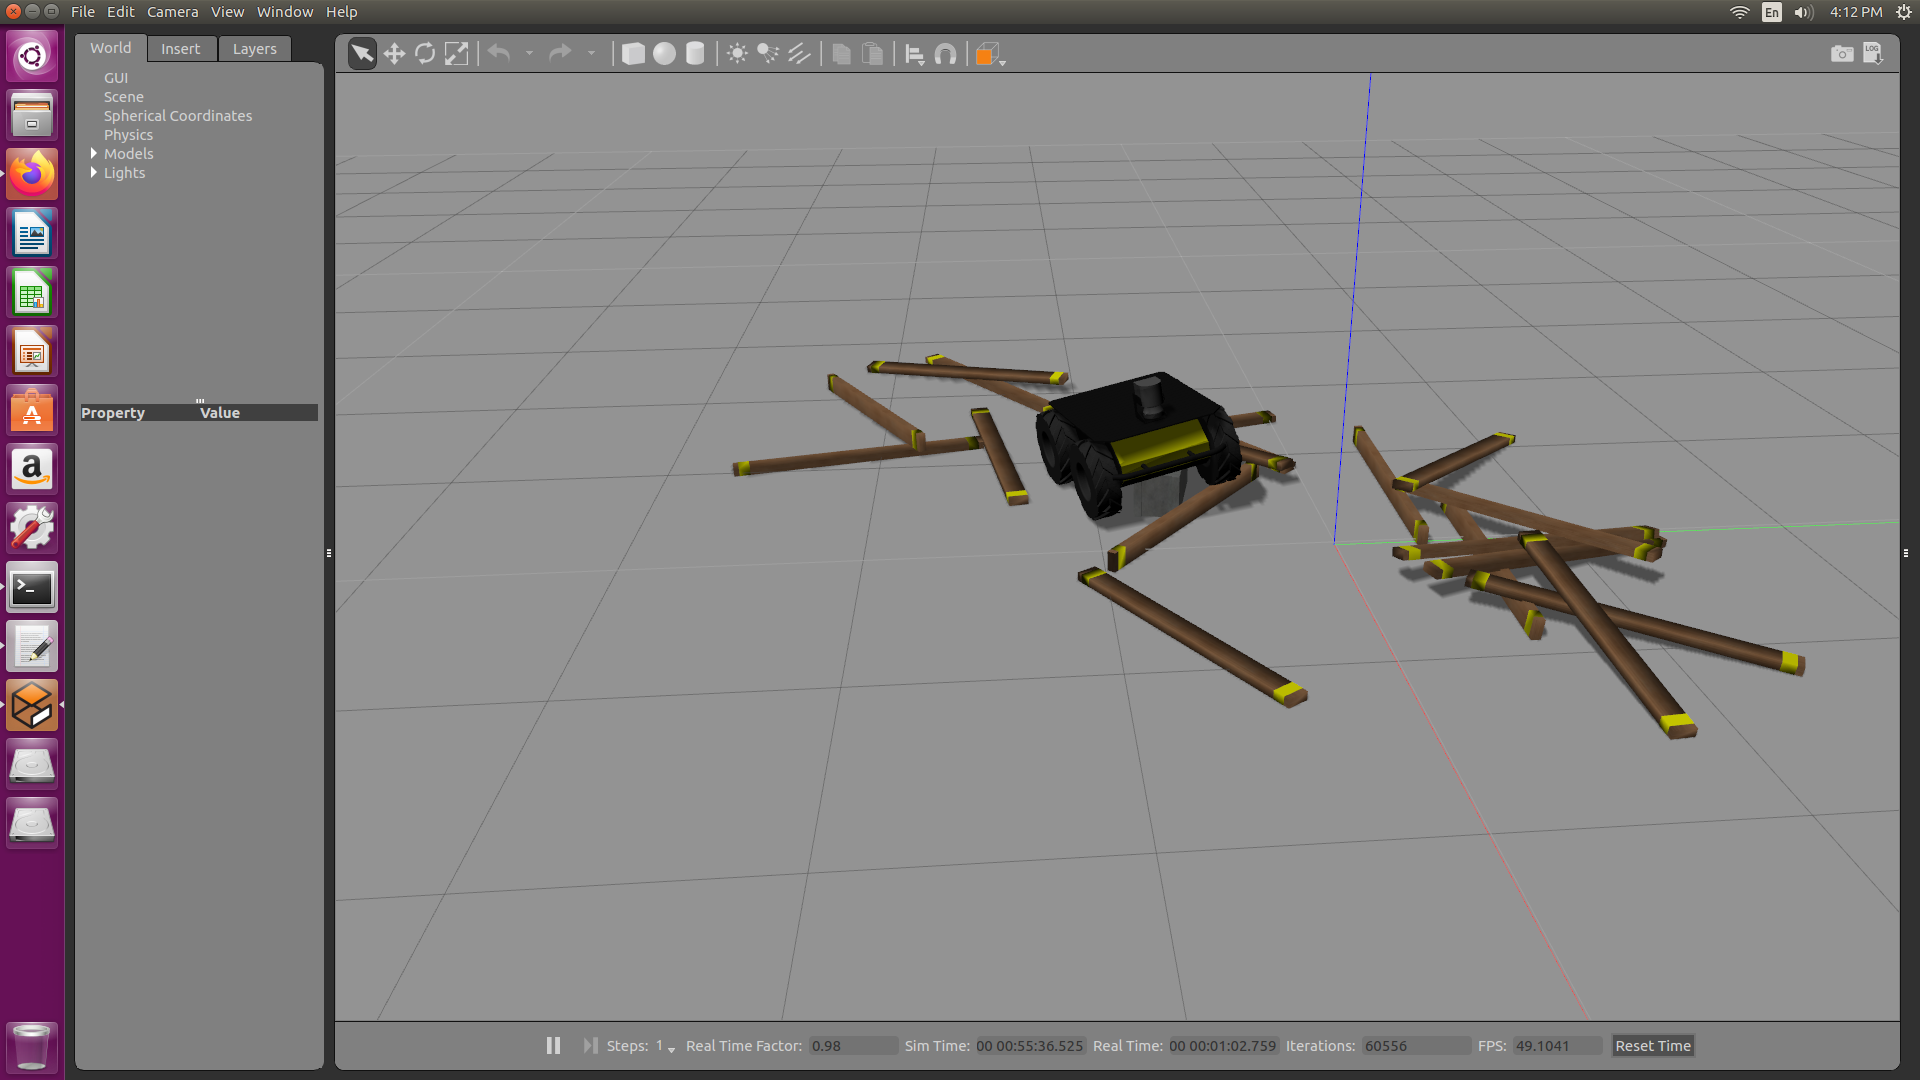 File Edit Camera View Window Help
En 4:12 PM
World Insert Layers
LOG
GUI
Scene
Spherical Coordinates
Physics
Models
Lights
Property Value
Steps: 1 Real Time Factor: 0.98 Sim Time: 00 00:55:36.525 Real Time: 00 00:01:02.759 Iterations: 60556 FPS: 49.1041 Reset Time